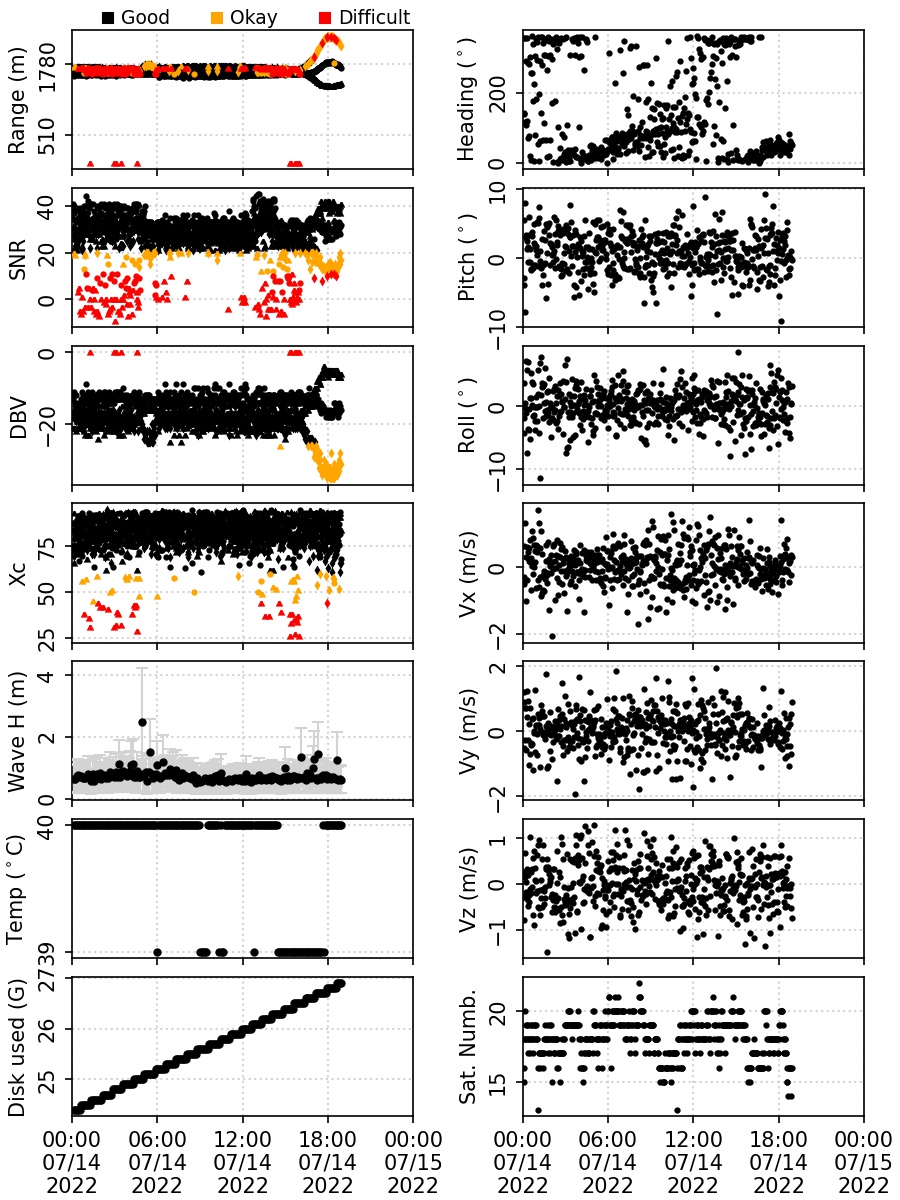 Good Okay Difficult
Range (m)
1780
510
Heading (°)
200
0
SNR
40
20
0
Pitch (°)
10
0
−10
DBV
0
−20
Roll (°)
0
−10
Xc
75
50
25
Vx (m/s)
0
−2
Wave H (m)
4
2
0
Vy (m/s)
2
0
−2
Temp (°C)
40
39
Vz (m/s)
1
0
−1
Disk used (G)
27
26
25
Sat. Numb.
20
15
00:00 06:00 12:00 18:00 00:00 00:00 06:00 12:00 18:00 00:00
07/14 07/14 07/14 07/14 07/15 07/14 07/14 07/14 07/14 07/15
2022 2022 2022 2022 2022 2022 2022 2022 2022 2022